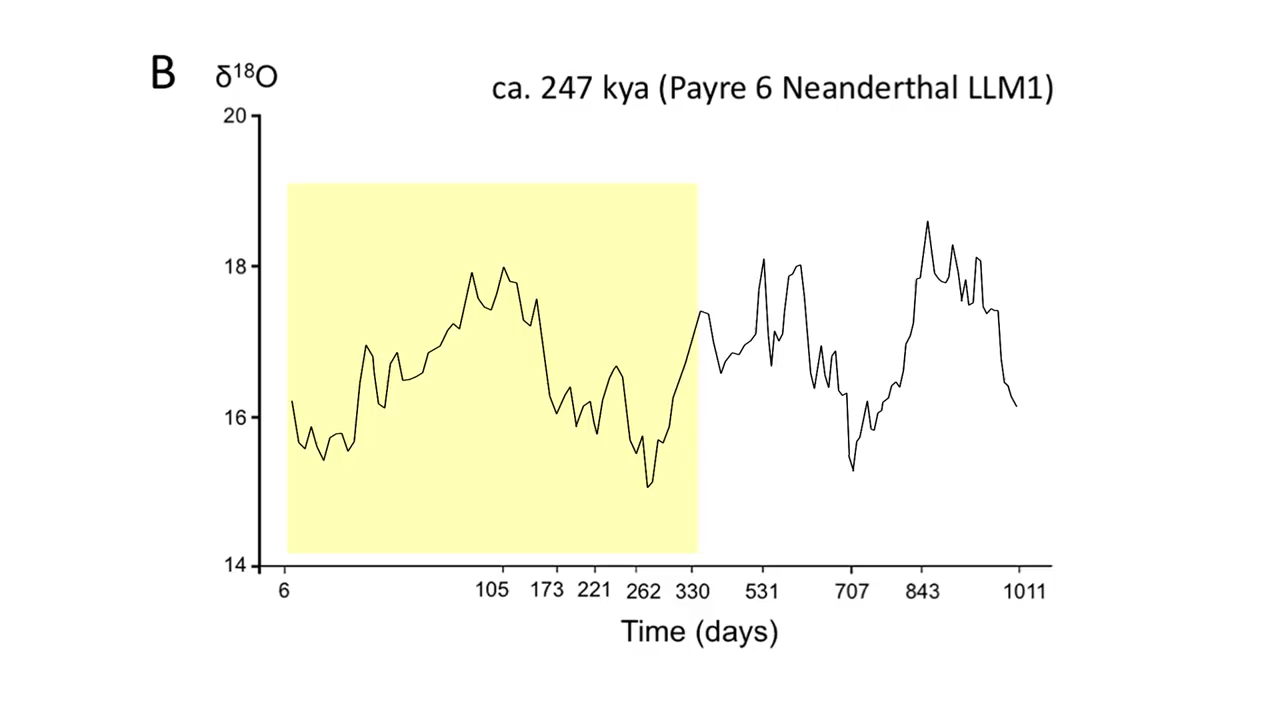 B
δ¹⁸O
ca. 247 kya (Payre 6 Neanderthal LLM1)
20
18
16
14
6 105 173 221 262 330 531 707 843 1011
Time (days)